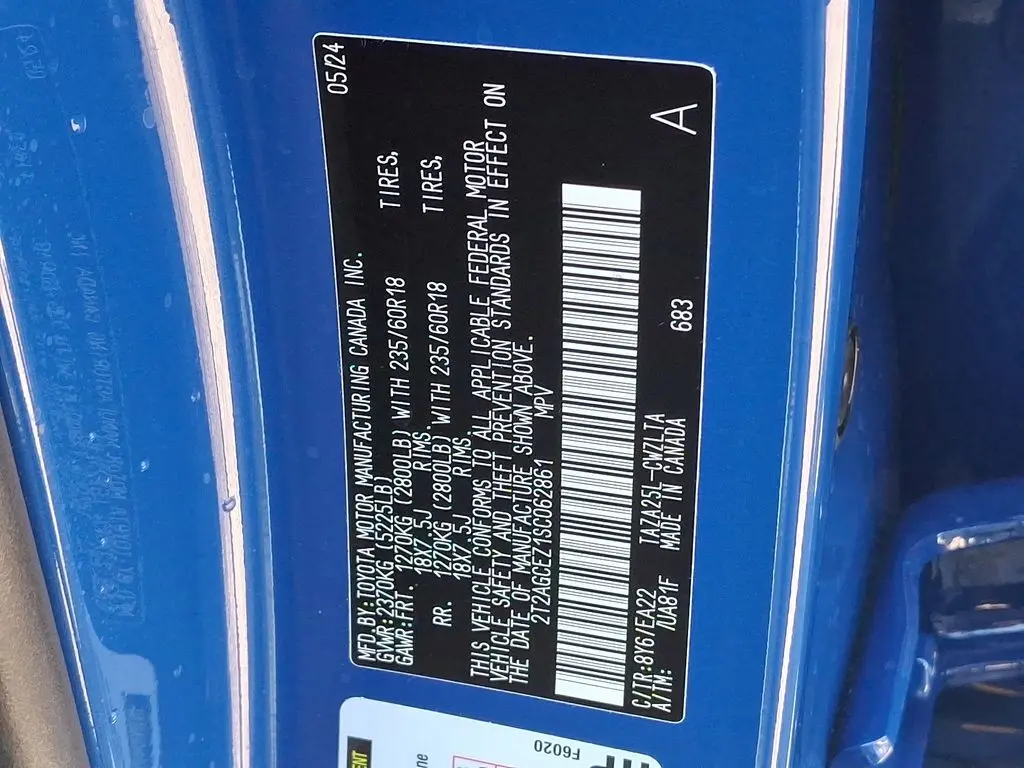 05/24
MFD.BY:TOYOTA MOTOR MANUFACTURING CANADA INC.
GVWR:2370KG (5225LB)
GAWR:FRT. 1270KG (2800LB) WITH 235/60R18 TIRES,
18X7.5J RIMS.
RR. 1270KG (2800LB) WITH 235/60R18 TIRES,
18X7.5J RIMS.
THIS VEHICLE CONFORMS TO ALL APPLICABLE FEDERAL MOTOR
VEHICLE SAFETY AND THEFT PREVENTION STANDARDS IN EFFECT ON
THE DATE OF MANUFACTURE SHOWN ABOVE.
2T2AGCEZ1SC062861 MPV
C/TR:8Y6/EA22 TAZA25L-CWZLTA
A/TM: /UA81F MADE IN CANADA
683
A
F6020